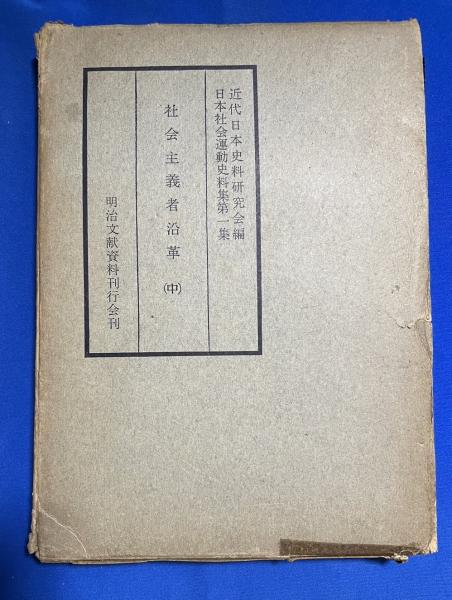 近代日本史料研究会編
日本社会運動史料集第一集
社会主義者沿革(中)
明治文献資料刊行会刊